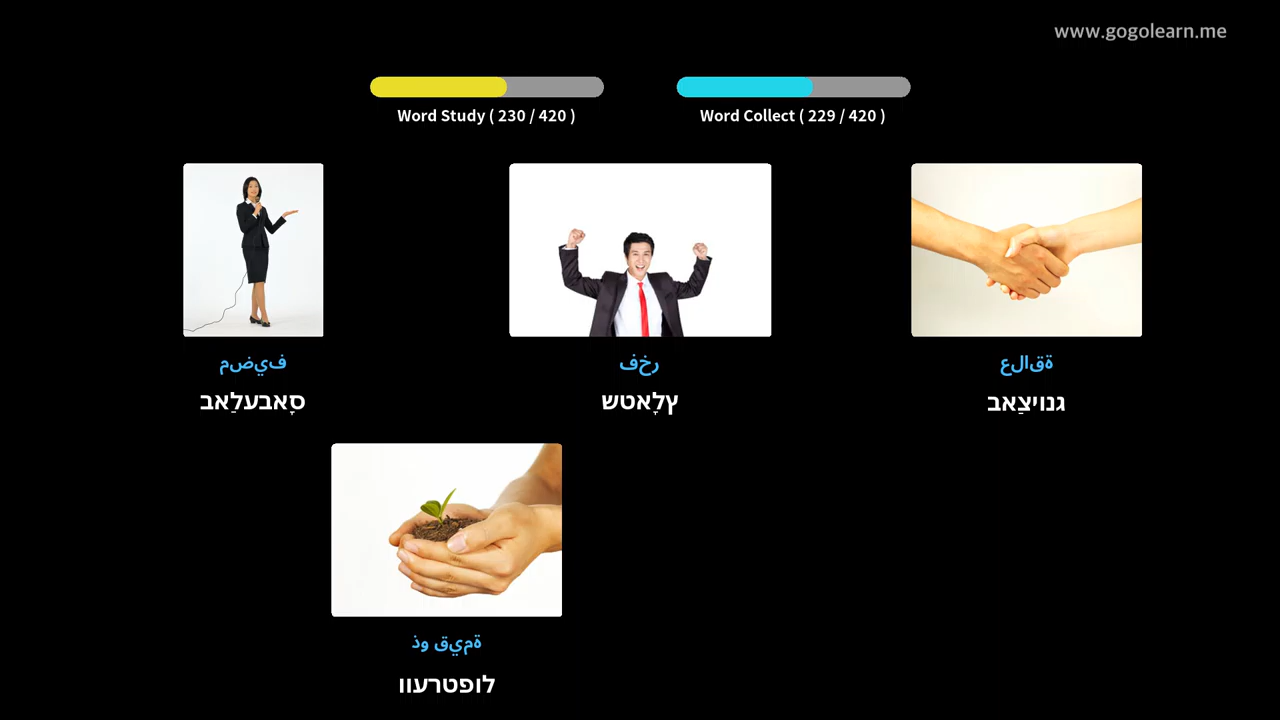 www.gogolearn.me
Word Study ( 230 / 420 )
Word Collect ( 229 / 420 )
فيضم
סָאבעלַאב
رخف
ץלָאטש
ةقالع
גנויצַאב
ةميق وذ
לופטרעוו